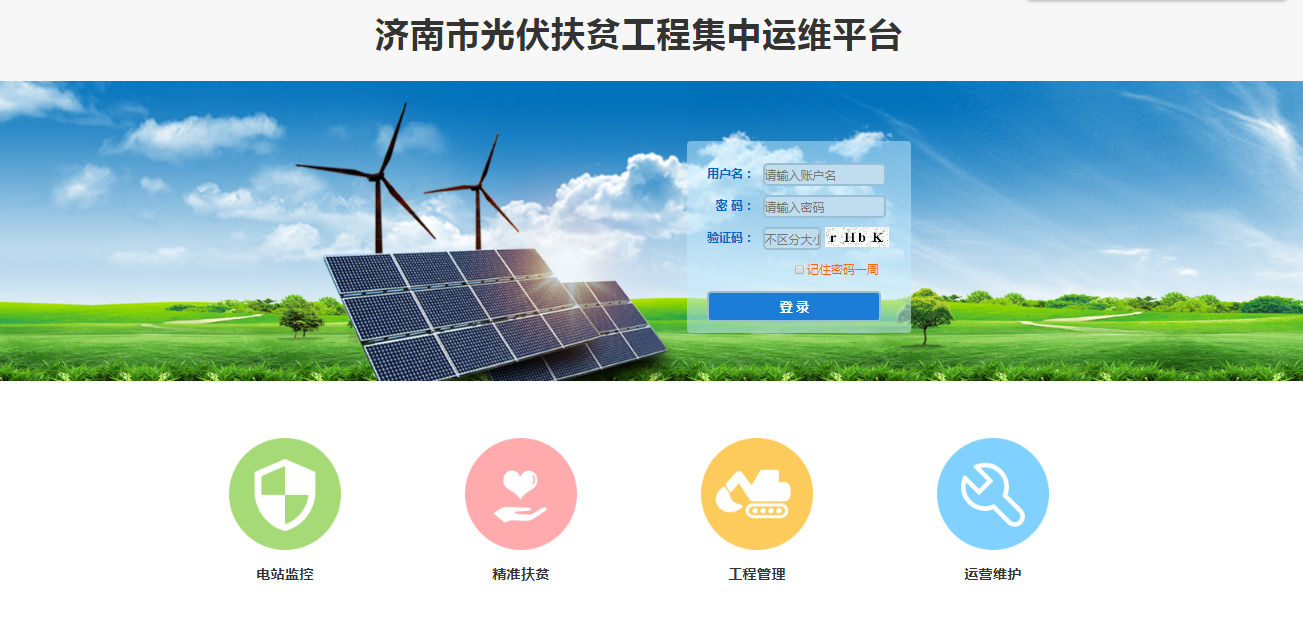 济南市光伏扶贫工程集中运维平台
用户名： 请输入账户名
密 码： 请输入密码
验证码： 不区分大小 r H b K
记住密码一周
登 录
电站监控 精准扶贫 工程管理 运营维护